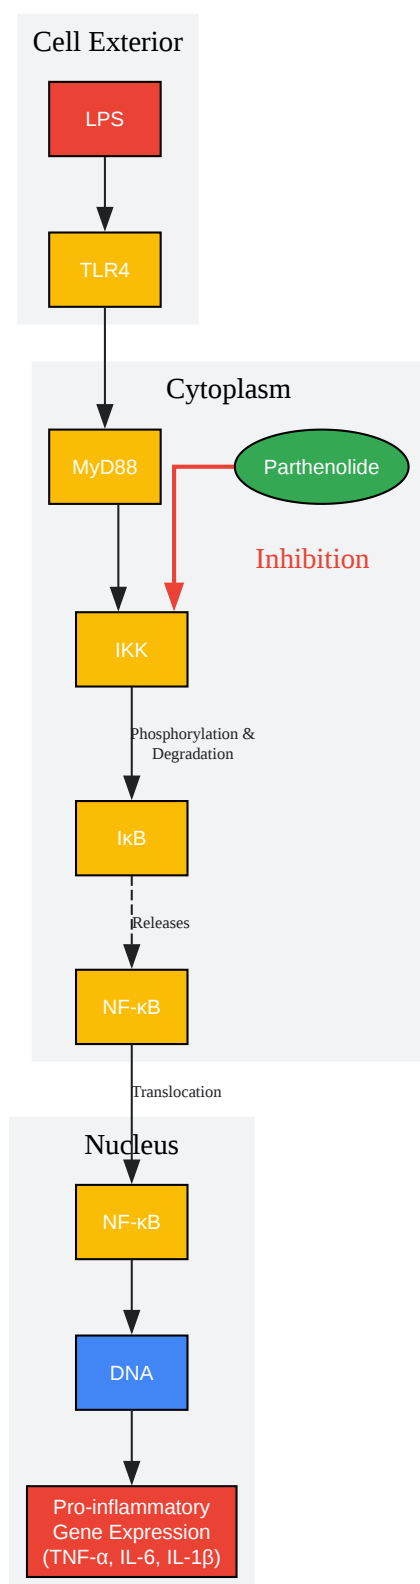 Cell Exterior
LPS
TLR4
Cytoplasm
MyD88
Parthenolide
Inhibition
IKK
Phosphorylation &
Degradation
IκB
Releases
NF-κB
Translocation
Nucleus
NF-κB
DNA
Pro-inflammatory
Gene Expression
(TNF-α, IL-6, IL-1β)